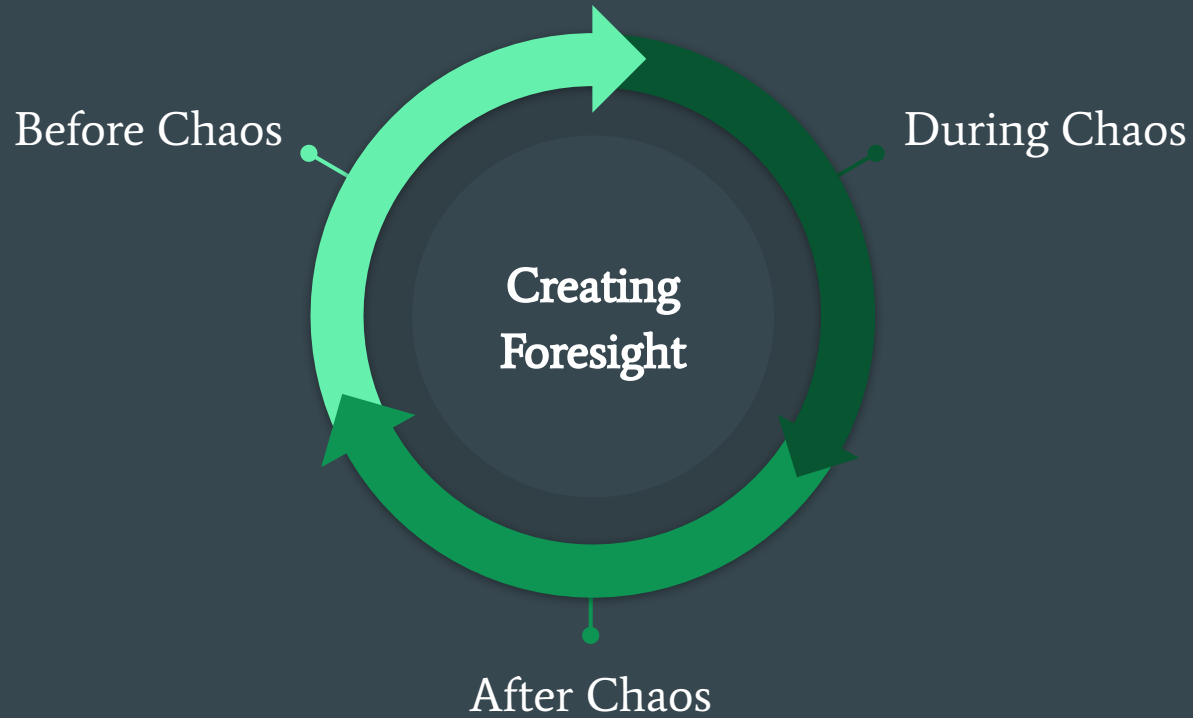 Before Chaos
During Chaos
Creating
Foresight
After Chaos